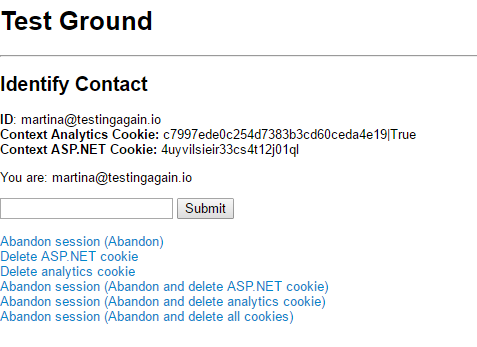 Test Ground
Identify Contact
ID: martina@testingagain.io
Context Analytics Cookie: c7997ede0c254d7383b3cd60ceda4e19|True
Context ASP.NET Cookie: 4uyvilsieir33cs4t12j01ql
You are: martina@testingagain.io
Submit
Abandon session (Abandon)
Delete ASP.NET cookie
Delete analytics cookie
Abandon session (Abandon and delete ASP.NET cookie)
Abandon session (Abandon and delete analytics cookie)
Abandon session (Abandon and delete all cookies)